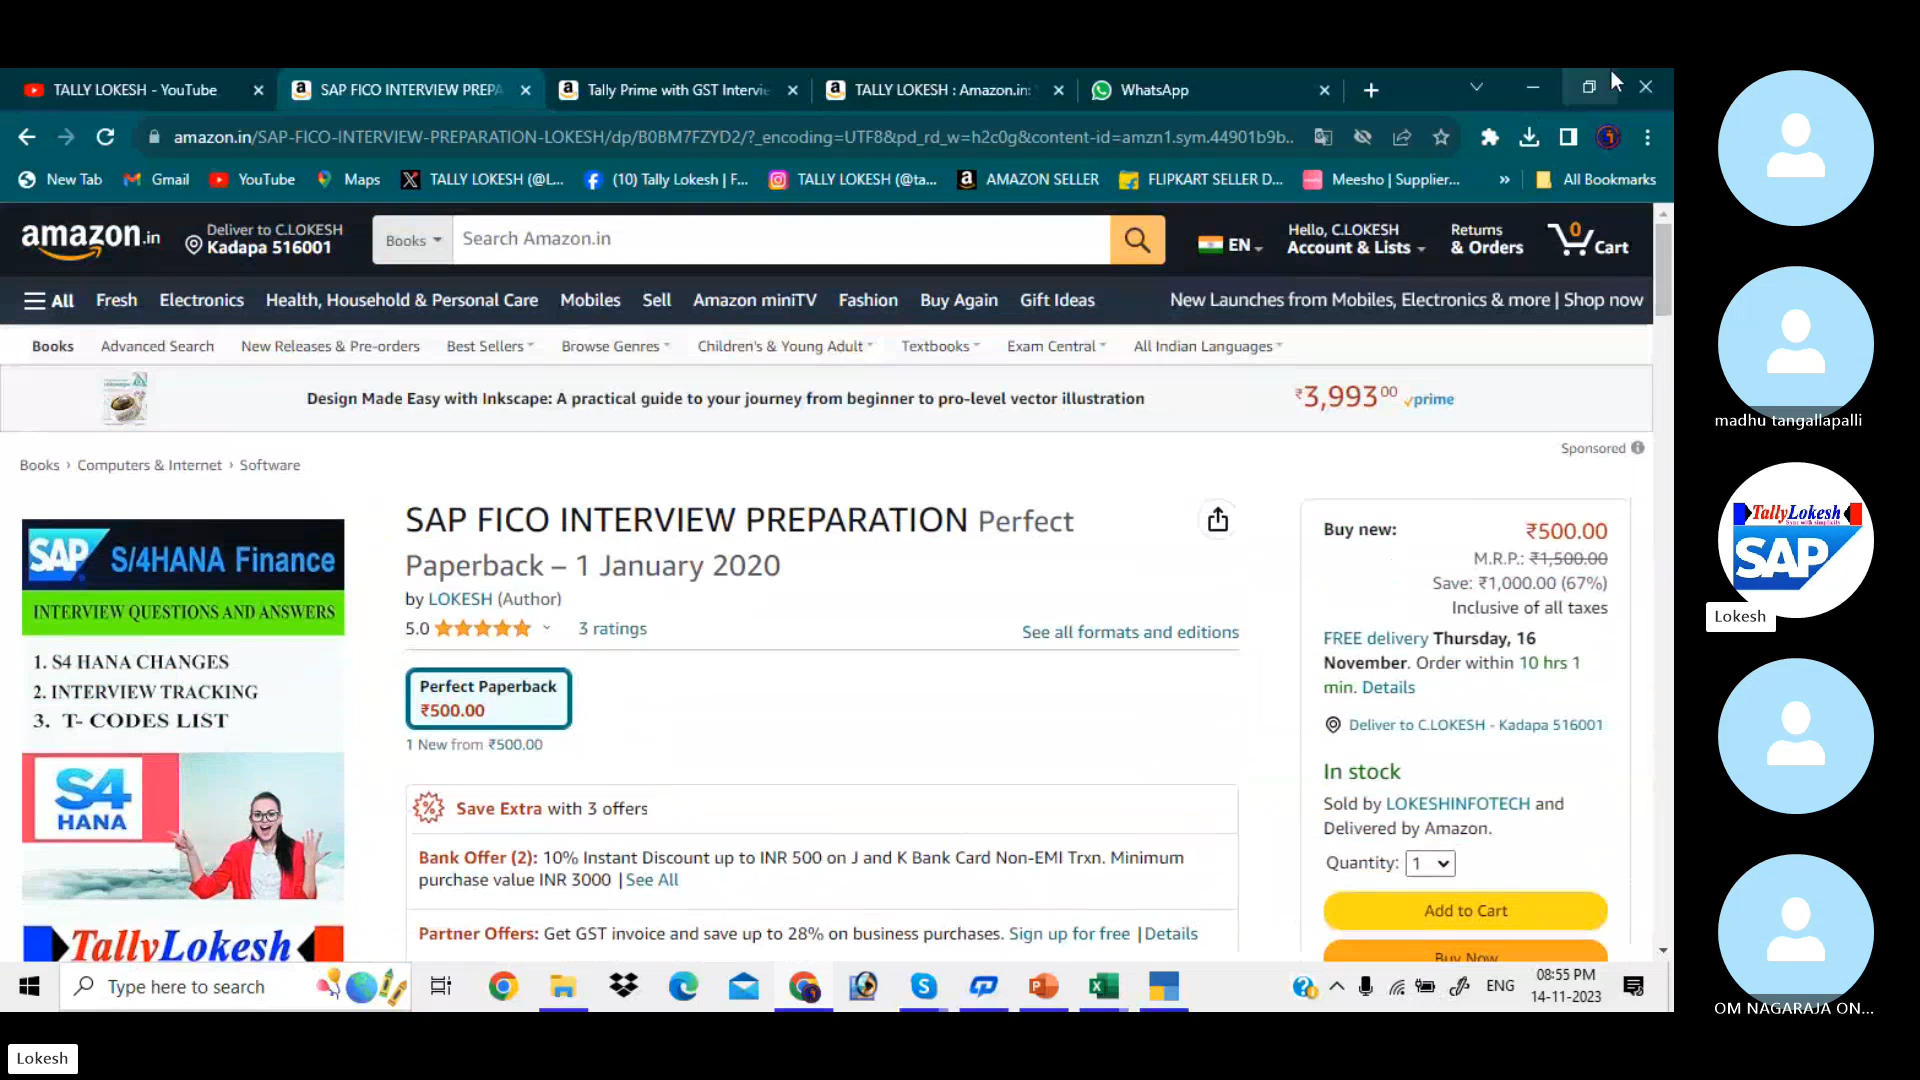 TALLY LOKESH - YouTube
SAP FICO INTERVIEW PREPA
Tally Prime with GST Intervie
TALLY LOKESH : Amazon.in:
WhatsApp
amazon.in/SAP-FICO-INTERVIEW-PREPARATION-LOKESH/dp/B0BM7FZYD2/?_encoding=UTF8&pd_rd_w=h2c0g&content-id=amzn1.sym.44901b9b...
New Tab
Gmail
YouTube
Maps
TALLY LOKESH (@L...
(10) Tally Lokesh | F...
TALLY LOKESH (@ta...
AMAZON SELLER
FLIPKART SELLER D...
Meesho | Supplier...
»
All Bookmarks
amazon.in
Deliver to C.LOKESH
Kadapa 516001
Books
Search Amazon.in
EN
Hello, C.LOKESH
Account & Lists
Returns
& Orders
0
Cart
All
Fresh
Electronics
Health, Household & Personal Care
Mobiles
Sell
Amazon miniTV
Fashion
Buy Again
Gift Ideas
New Launches from Mobiles, Electronics & more | Shop now
Books
Advanced Search
New Releases & Pre-orders
Best Sellers
Browse Genres
Children's & Young Adult
Textbooks
Exam Central
All Indian Languages
Design Made Easy with Inkscape: A practical guide to your journey from beginner to pro-level vector illustration
₹3,99300 prime
Sponsored
Books › Computers & Internet › Software
SAP S/4HANA Finance
INTERVIEW QUESTIONS AND ANSWERS
1. S4 HANA CHANGES
2. INTERVIEW TRACKING
3. T- CODES LIST
S4
HANA
TallyLokesh
SAP FICO INTERVIEW PREPARATION Perfect
Paperback – 1 January 2020
by LOKESH (Author)
5.0
3 ratings
See all formats and editions
Perfect Paperback
₹500.00
1 New from ₹500.00
Save Extra with 3 offers
Bank Offer (2): 10% Instant Discount up to INR 500 on J and K Bank Card Non-EMI Trxn. Minimum
purchase value INR 3000 | See All
Partner Offers: Get GST invoice and save up to 28% on business purchases. Sign up for free | Details
Buy new: ₹500.00
M.R.P.: ₹1,500.00
Save: ₹1,000.00 (67%)
Inclusive of all taxes
FREE delivery Thursday, 16
November. Order within 10 hrs 1
min. Details
Deliver to C.LOKESH - Kadapa 516001
In stock
Sold by LOKESHINFOTECH and
Delivered by Amazon.
Quantity: 1
Add to Cart
Buy Now
Type here to search
ENG
08:55 PM
14-11-2023
madhu tangallapalli
TallyLokesh
SAP
Lokesh
OM NAGARAJA ON...
Lokesh